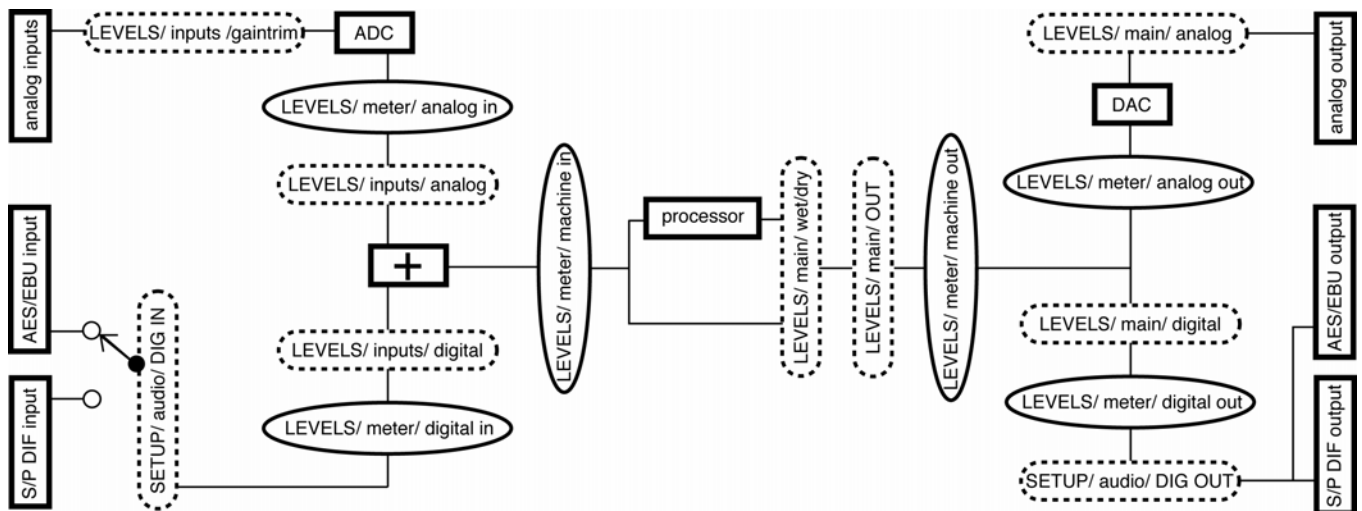 analog inputs
LEVELS/ inputs /gaintrim
ADC
LEVELS/ meter/ analog in
LEVELS/ inputs/ analog
AES/EBU input
S/P DIF input
SETUP/ audio/ DIG IN
+
LEVELS/ inputs/ digital
LEVELS/ meter/ digital in
LEVELS/ meter/ machine in
processor
LEVELS/ main/ wet/dry
LEVELS/ main/ OUT
LEVELS/ meter/ machine out
LEVELS/ main/ analog
DAC
LEVELS/ meter/ analog out
LEVELS/ main/ digital
LEVELS/ meter/ digital out
SETUP/ audio/ DIG OUT
analog output
AES/EBU output
S/P DIF output